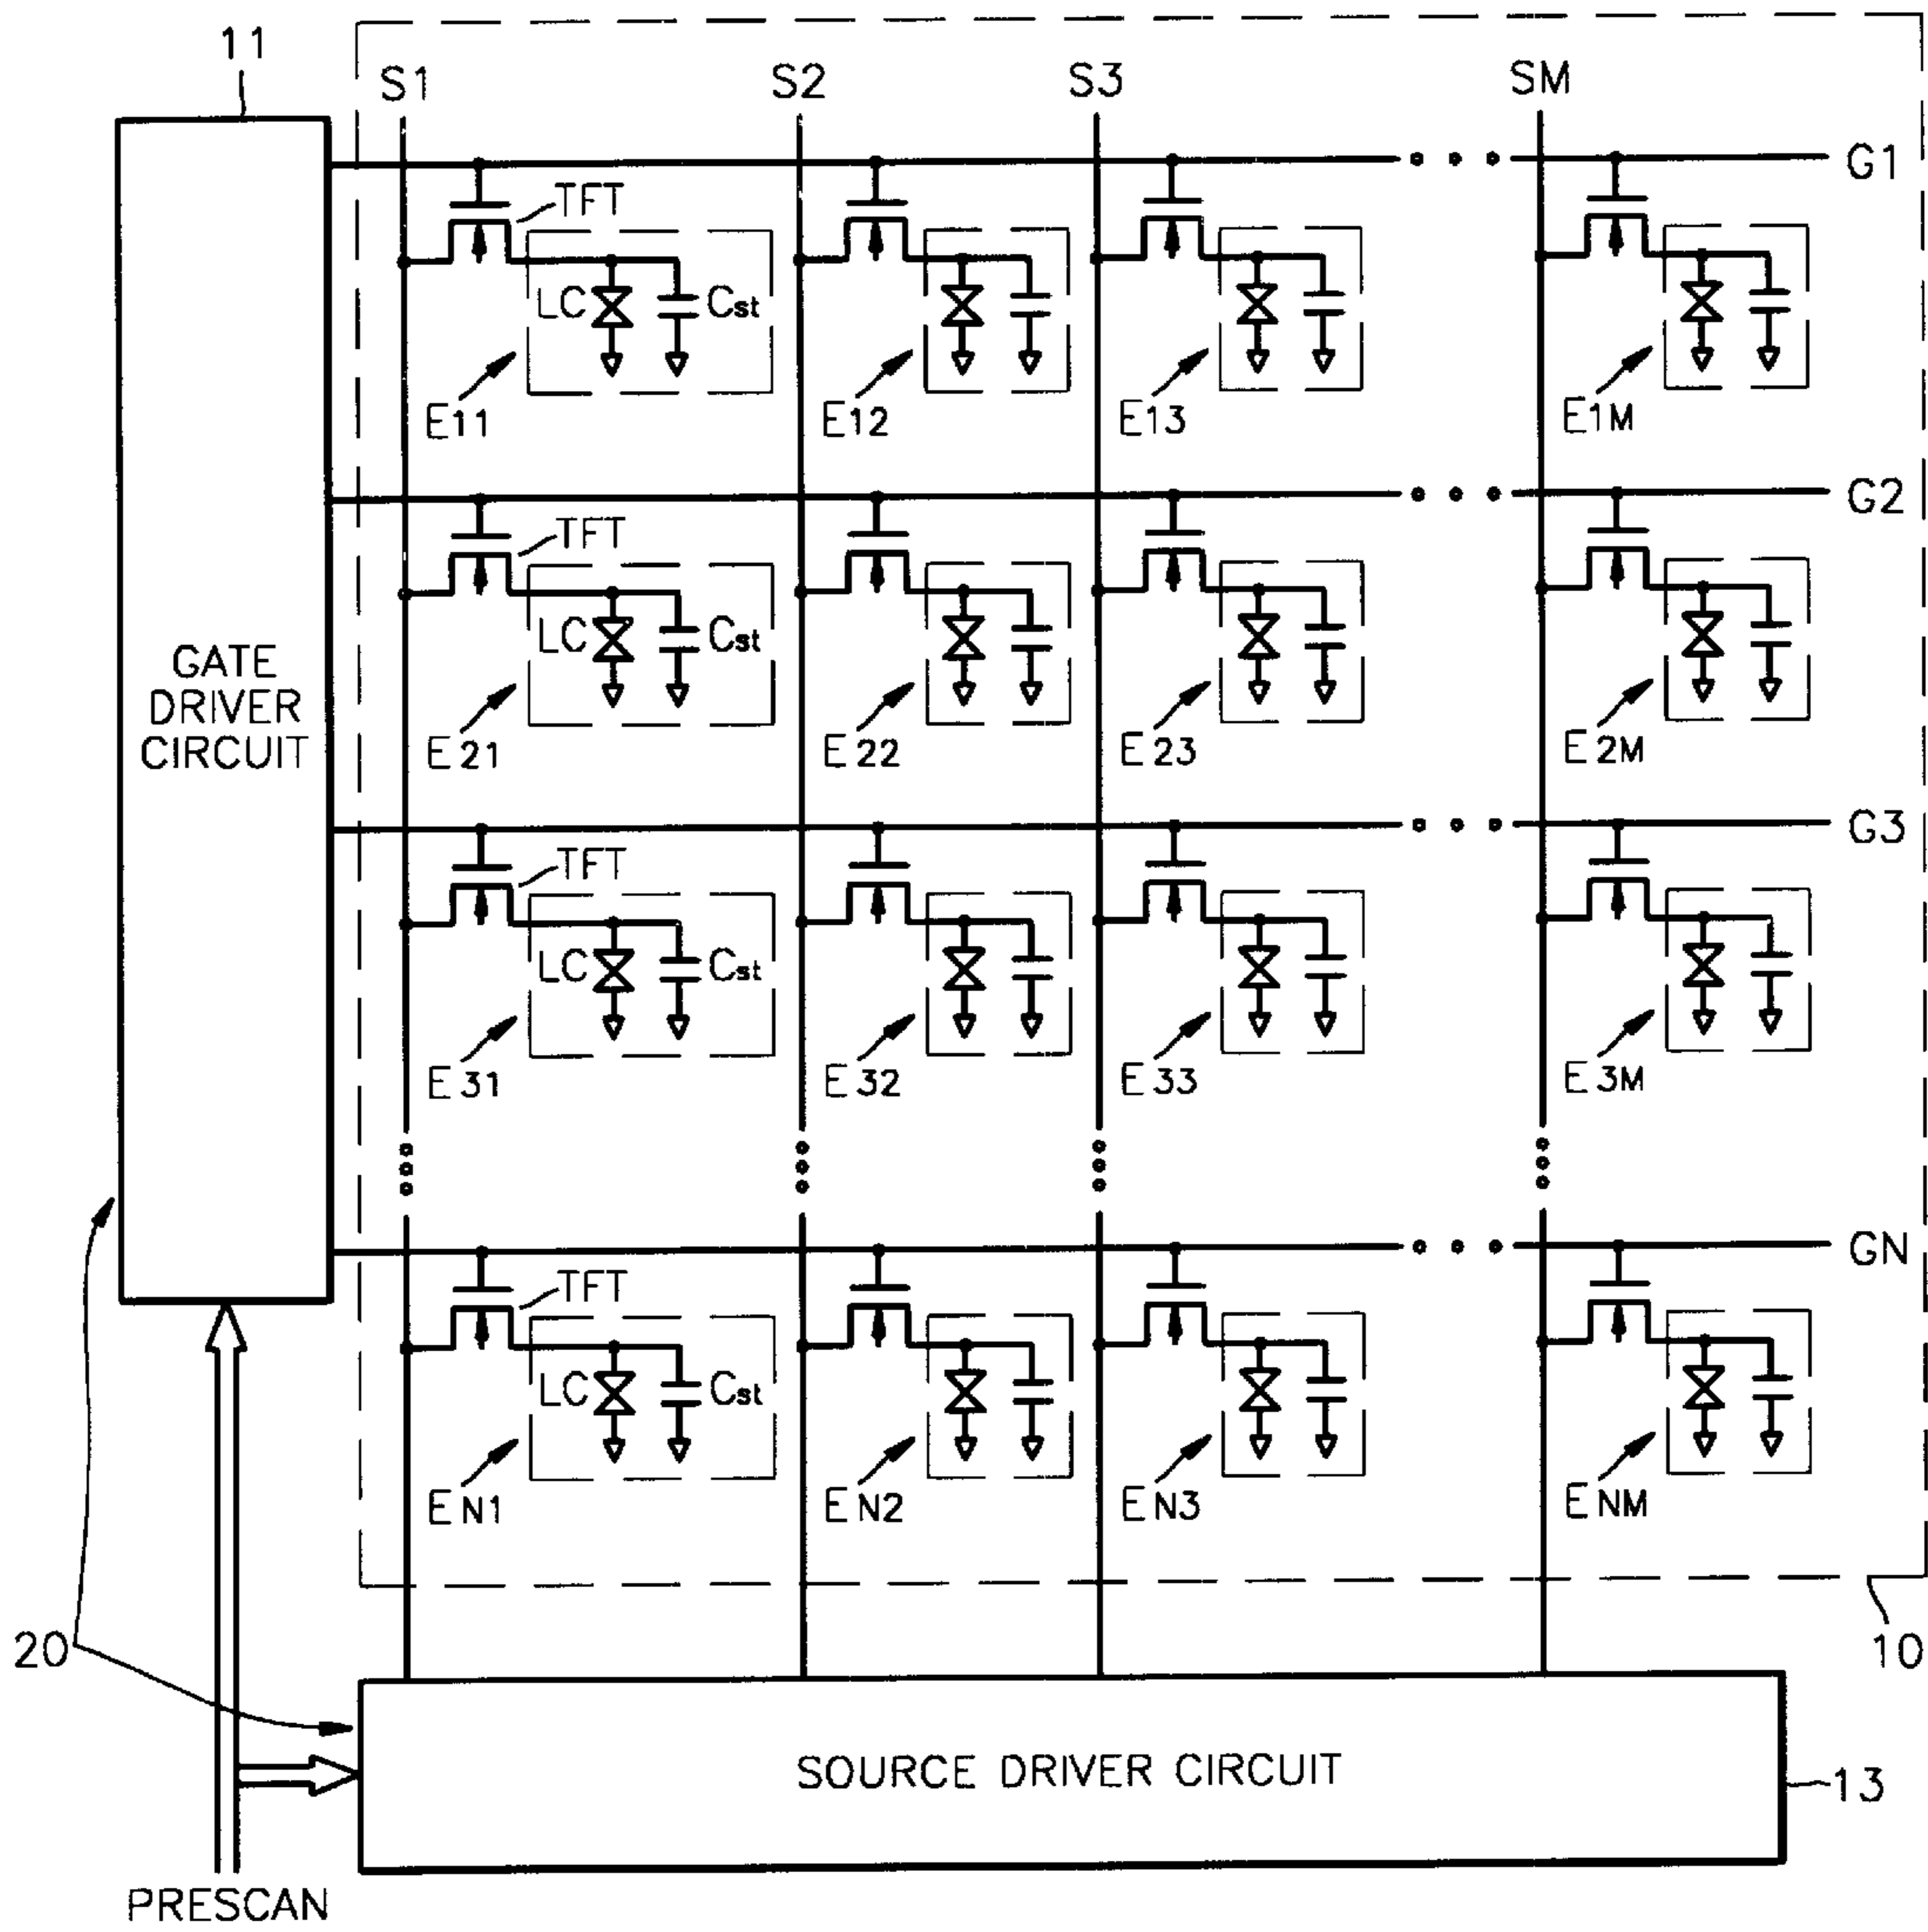 11
S1 S2 S3 SM
G1
TFT
LC Cst
E11 E12 E13 E1M
G2
TFT
LC Cst
E21 E22 E23 E2M
GATE
DRIVER
CIRCUIT
G3
TFT
LC Cst
E31 E32 E33 E3M
GN
TFT
LC Cst
EN1 EN2 EN3 ENM
20
10
SOURCE DRIVER CIRCUIT
13
PRESCAN